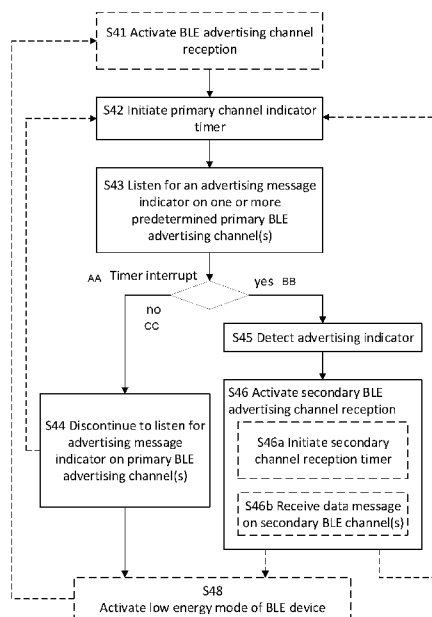 S41 Activate BLE advertising channel
reception
S42 Initiate primary channel indicator
timer
S43 Listen for an advertising message
indicator on one or more
predetermined primary BLE
advertising channel(s)
AA Timer interrupt
yes BB
no
CC
S45 Detect advertising indicator
S44 Discontinue to listen for
advertising message
indicator on primary BLE
advertising channel(s)
S46 Activate secondary BLE
advertising channel reception
S46a Initiate secondary
channel reception timer
S46b Receive data message
on secondary BLE channel(s)
S48
Activate low energy mode of BLE device